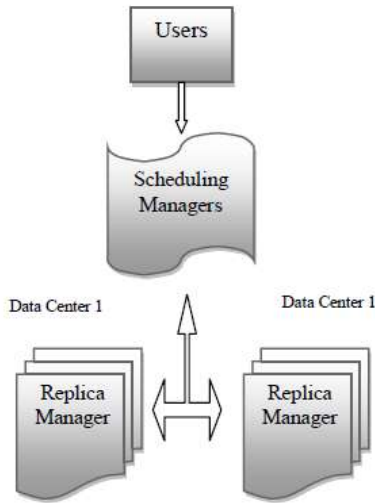 Users
Scheduling
Managers
Data Center 1
Data Center 1
Replica
Manager
Replica
Manager